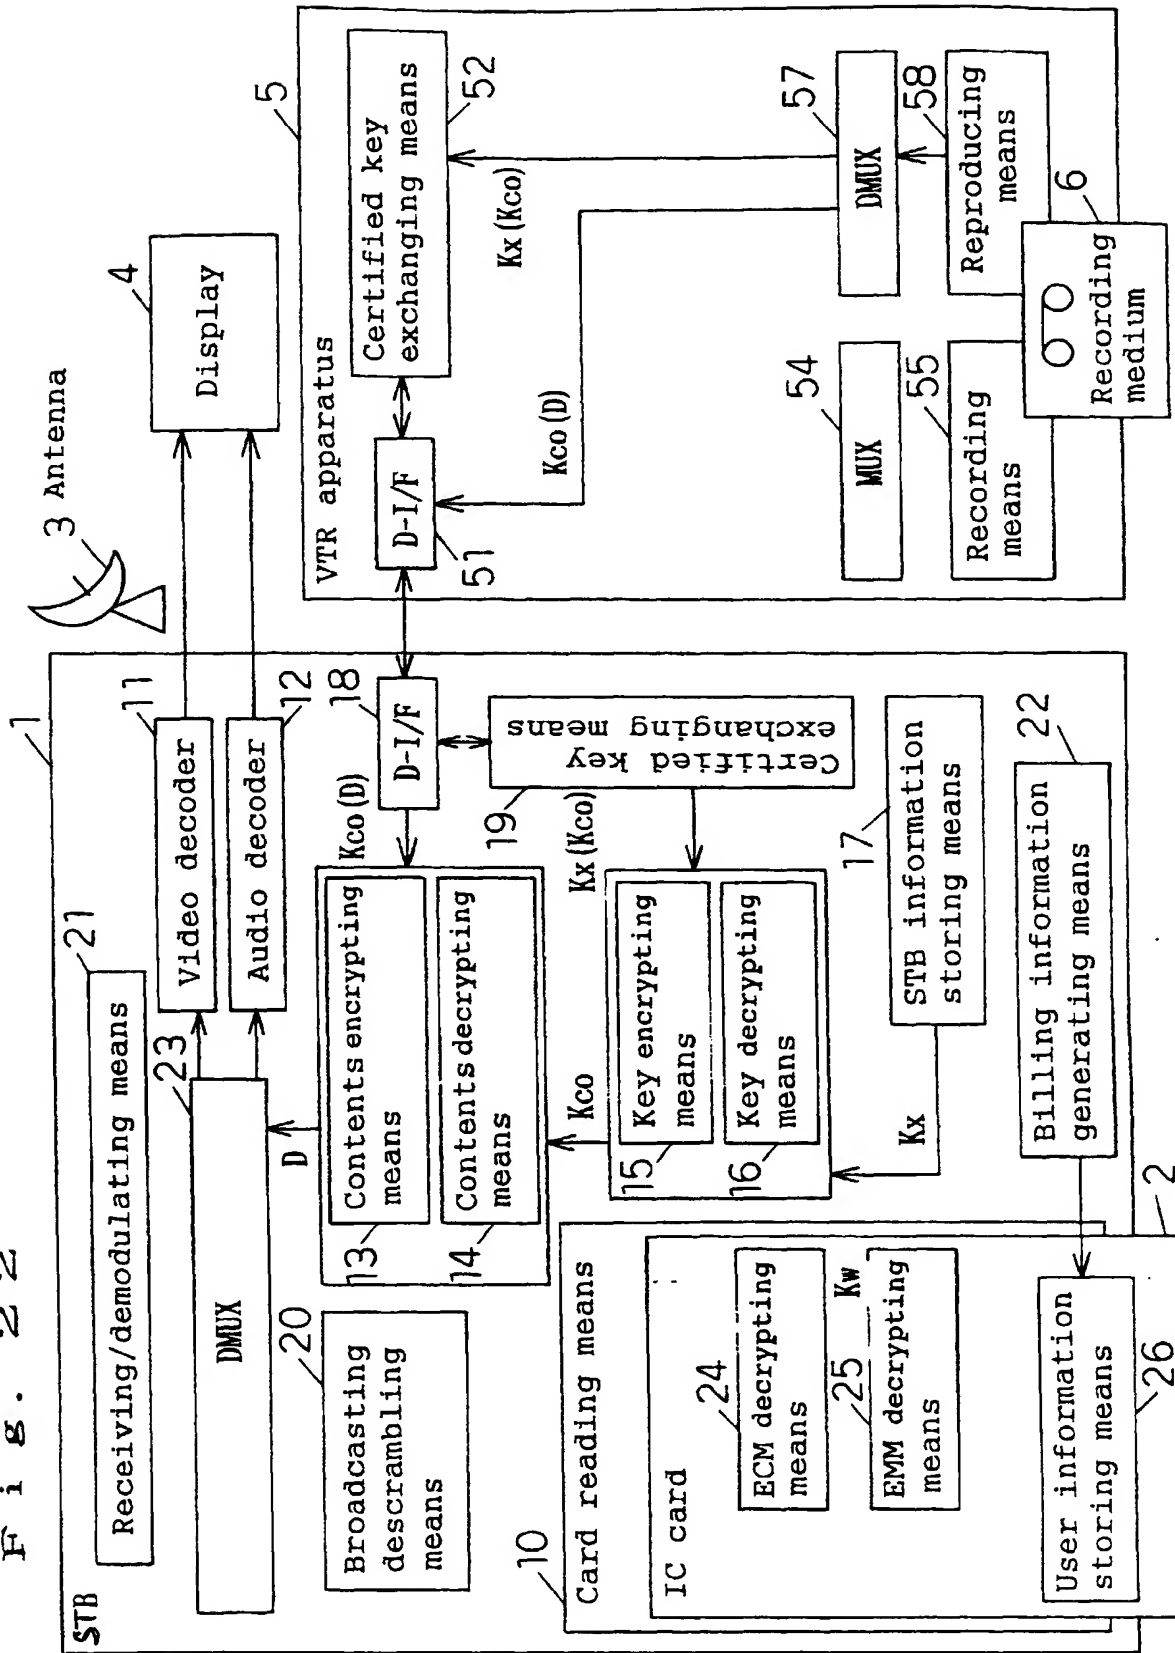 Fig. 22
STB
1
Receiving/demodulating means
21
DMUX
23
Video decoder
11
Audio decoder
12
3 Antenna
4
Display
D
Broadcasting
descrambling
means
20
Contents encrypting
means
13
Contents decrypting
means
14
Kco(D)
D-I/F
18
Certified key
exchanging means
19
Kx(Kco)
Kco
Key encrypting
means
15
Key decrypting
means
16
Kx
STB information
storing means
17
Billing information
generating means
22
10
Card reading means
IC card
2
24
ECM decrypting
means
25
Kw
EMM decrypting
means
User information
storing means
26
5
VTR apparatus
D-I/F
51
Certified key
exchanging means
52
Kx(Kco)
Kco(D)
54
MUX
55
Recording
means
57
DMUX
58
Reproducing
means
6
Recording
medium